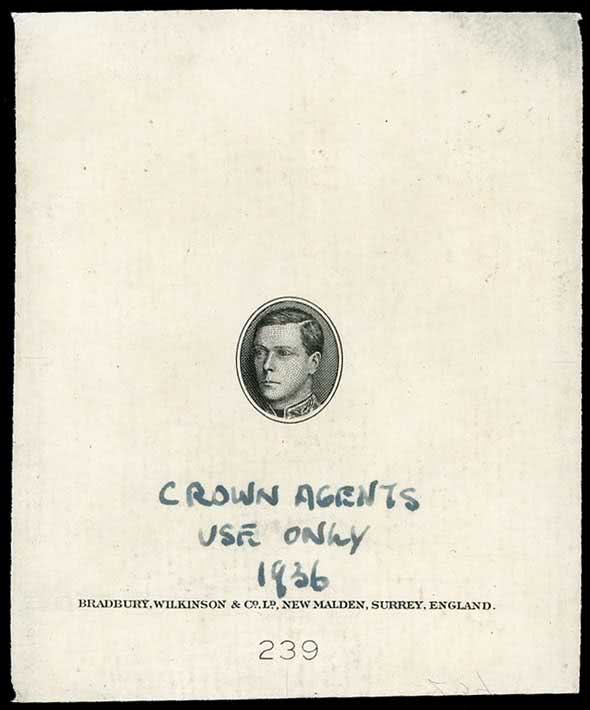 CROWN AGENTS
USE ONLY
1936
BRADBURY, WILKINSON & Cº. Lᴰ, NEW MALDEN, SURREY, ENGLAND.
239